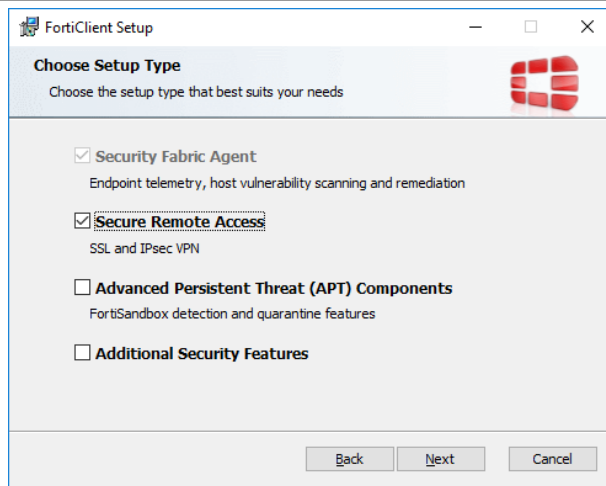 FortiClient Setup
Choose Setup Type
Choose the setup type that best suits your needs
Security Fabric Agent
Endpoint telemetry, host vulnerability scanning and remediation
Secure Remote Access
SSL and IPsec VPN
Advanced Persistent Threat (APT) Components
FortiSandbox detection and quarantine features
Additional Security Features
Back Next Cancel